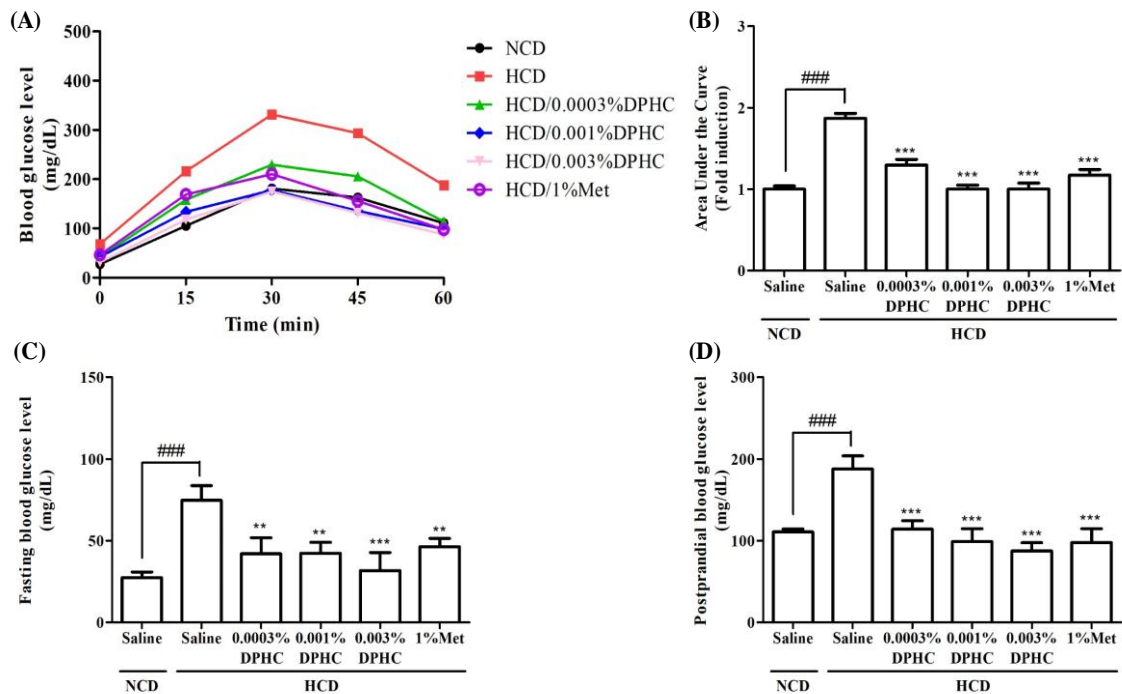 (A)
500
400
300
200
100
0
Blood glucose level
(mg/dL)
0 15 30 45 60
Time (min)
NCD
HCD
HCD/0.0003%DPHC
HCD/0.001%DPHC
HCD/0.003%DPHC
HCD/1%Met
(B)
3
2
1
0
Area Under the Curve
(Fold induction)
###
*** *** *** ***
Saline Saline 0.0003% 0.001% 0.003% 1%Met
DPHC DPHC DPHC
NCD HCD
(C)
150
100
50
0
Fasting blood glucose level
(mg/dL)
###
** ** *** **
Saline Saline 0.0003% 0.001% 0.003% 1%Met
DPHC DPHC DPHC
NCD HCD
(D)
300
200
100
0
Postprandial blood glucose level
(mg/dL)
###
*** *** *** ***
Saline Saline 0.0003% 0.001% 0.003% 1%Met
DPHC DPHC DPHC
NCD HCD